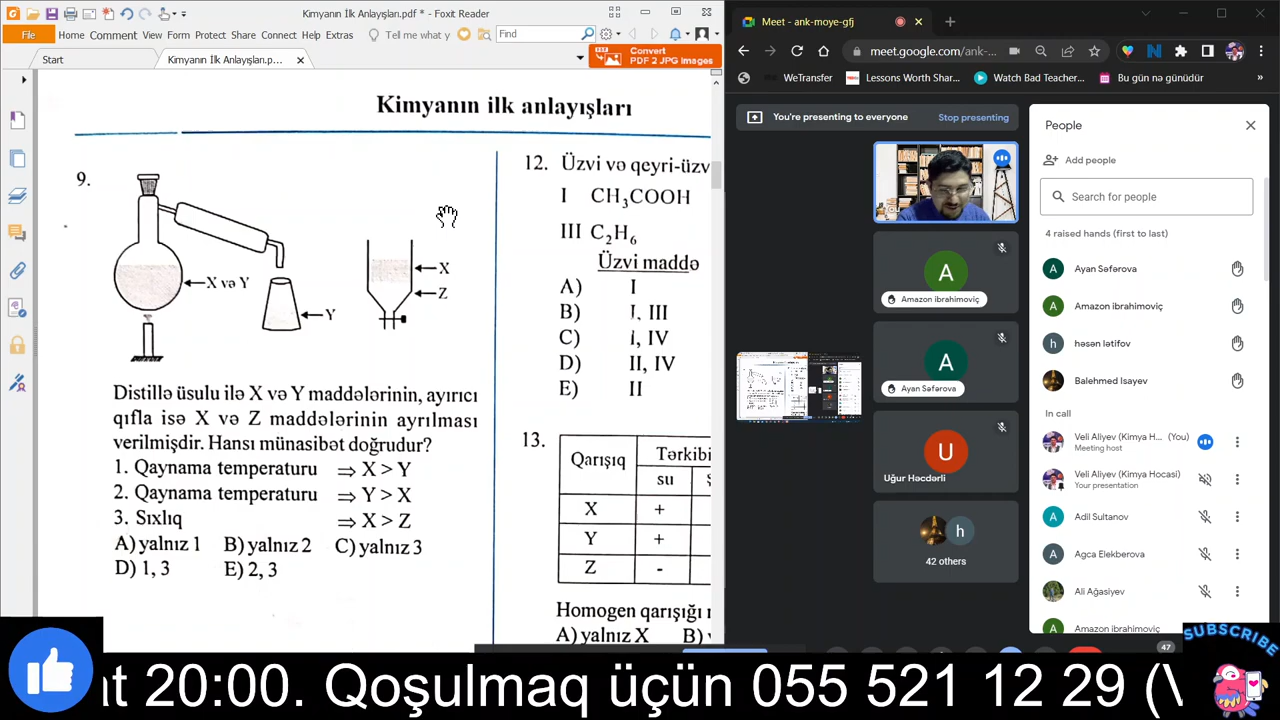 Kimyanın İlk Anlayışları.pdf * - Foxit Reader
File Home Comment View Form Protect Share Connect Help Extras Tell me what y Find
Start
Kimyanın İlk Anlayışları.p...
Convert
PDF 2 JPG Images
Kimyanın ilk anlayışları
9.
X və Y
Y
X
Z
Distillə üsulu ilə X və Y maddələrinin, ayırıcı
qıfla isə X və Z maddələrinin ayrılması
verilmişdir. Hansı münasibət doğrudur?
1. Qaynama temperaturu ⇒ X > Y
2. Qaynama temperaturu ⇒ Y > X
3. Sıxlıq ⇒ X > Z
A) yalnız 1 B) yalnız 2 C) yalnız 3
D) 1, 3 E) 2, 3
12. Üzvi və qeyri-üzv
I CH₃COOH
III C₂H₆
Üzvi maddə
A) I
B) I, III
C) I, IV
D) II, IV
E) II
13.
Qarışıq Tərkibi
su Ş
X +
Y +
Z -
Homogen qarışığı
A) yalnız X B)
Meet - ank-moye-gfj
meet.google.com/ank-
WeTransfer
Lessons Worth Shar...
Watch Bad Teacher...
Bu gün nə günüdür
»
You're presenting to everyone Stop presenting
A
Amazon ibrahimoviç
A
Ayan Səfərova
U
Uğur Həcdərli
h
42 others
People
Add people
Search for people
4 raised hands (first to last)
A Ayan Səfərova
A Amazon ibrahimoviç
h həsən lətifov
Balehmed Isayev
In call
Veli Aliyev (Kimya H... (You)
Meeting host
Veli Aliyev (Kimya Hocasi)
Your presentation
A Adil Sultanov
Agca Elekberova
Ali Ağasiyev
Amazon ibrahimoviç
47
SUBSCRIBE
at 20:00. Qoşulmaq üçün 055 521 12 29 (\